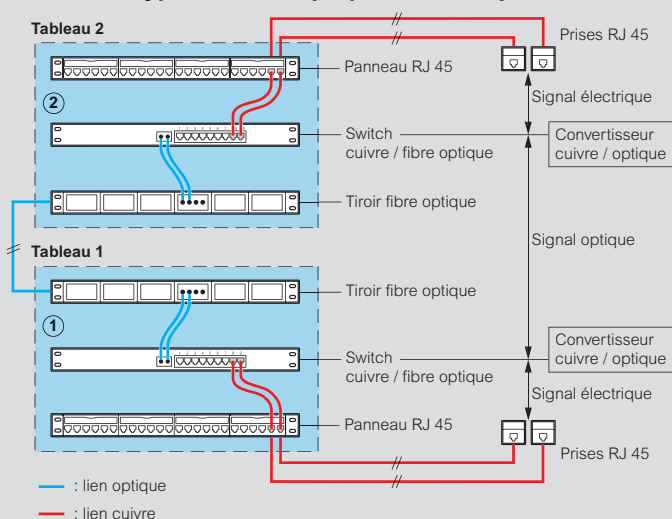 Tableau 2
Prises RJ 45
Panneau RJ 45
2
Signal électrique
Switch
cuivre / fibre optique
Convertisseur
cuivre / optique
Tiroir fibre optique
Signal optique
Tableau 1
Tiroir fibre optique
1
Switch
cuivre / fibre optique
Convertisseur
cuivre / optique
Signal électrique
Panneau RJ 45
Prises RJ 45
: lien optique
: lien cuivre